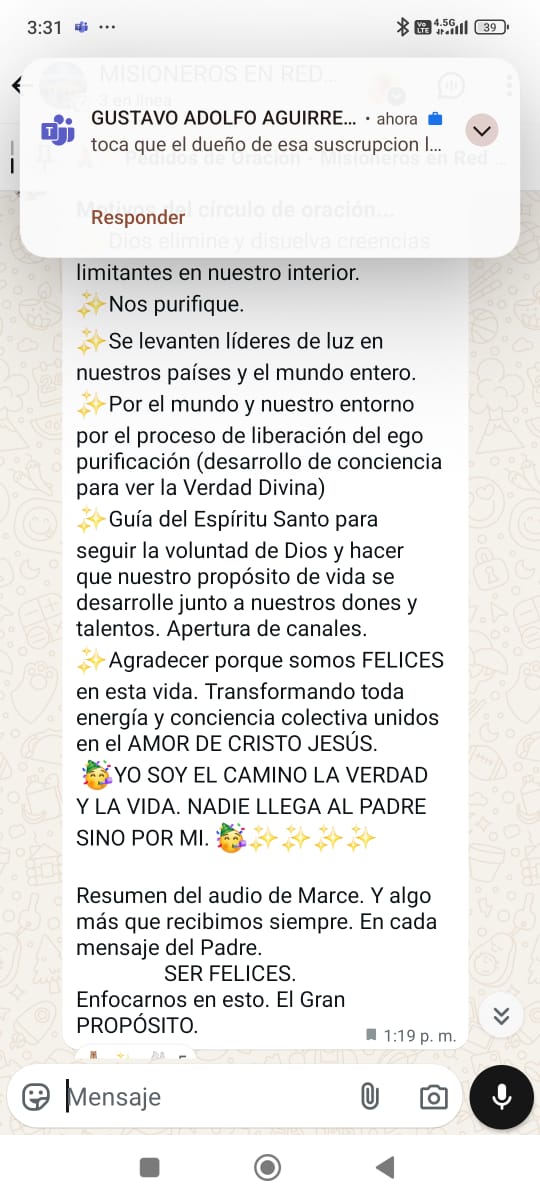 3:31
4.5G
Vo LTE
39
MISIONEROS EN RED...
3 en línea
GUSTAVO ADOLFO AGUIRRE... • ahora
toca que el dueño de esa suscrupcion l...
Pedidos de Oración - Misioneros en Red ...
Responder
Motivos del círculo de oración...
Dios elimine y disuelva creencias
limitantes en nuestro interior.
✨Nos purifique.
✨Se levanten líderes de luz en
nuestros países y el mundo entero.
✨Por el mundo y nuestro entorno
por el proceso de liberación del ego
purificación (desarrollo de conciencia
para ver la Verdad Divina)
✨Guía del Espíritu Santo para
seguir la voluntad de Dios y hacer
que nuestro propósito de vida se
desarrolle junto a nuestros dones y
talentos. Apertura de canales.
✨Agradecer porque somos FELICES
en esta vida. Transformando toda
energía y conciencia colectiva unidos
en el AMOR DE CRISTO JESÚS.
🥳YO SOY EL CAMINO LA VERDAD
Y LA VIDA. NADIE LLEGA AL PADRE
SINO POR MI. 🥳✨✨✨✨
Resumen del audio de Marce. Y algo
más que recibimos siempre. En cada
mensaje del Padre.
SER FELICES.
Enfocarnos en esto. El Gran
PROPÓSITO.
1:19 p. m.
Mensaje